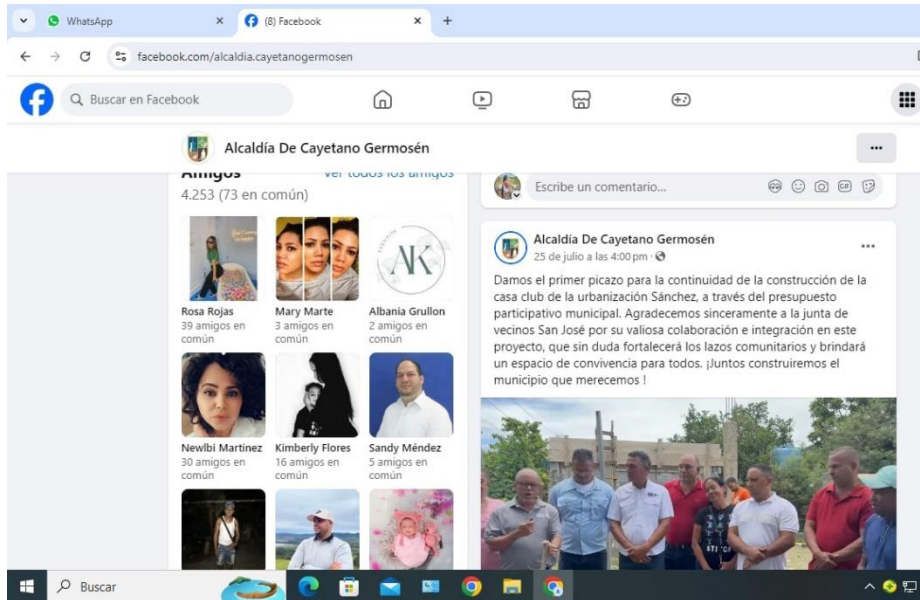 WhatsApp
(8) Facebook
facebook.com/alcaldia.cayetanogermosen
Buscar en Facebook
Alcaldía De Cayetano Germosén
Amigos
Ver todos los amigos
4.253 (73 en común)
AK
Rosa Rojas
39 amigos en
común
Mary Marte
3 amigos en
común
Albania Grullon
2 amigos en
común
Newlbi Martinez
30 amigos en
común
Kimberly Flores
16 amigos en
común
Sandy Méndez
5 amigos en
común
Escribe un comentario...
GIF
Alcaldía De Cayetano Germosén
25 de julio a las 4:00 pm ·
Damos el primer picazo para la continuidad de la construcción de la
casa club de la urbanización Sánchez, a través del presupuesto
participativo municipal. Agradecemos sinceramente a la junta de
vecinos San José por su valiosa colaboración e integración en este
proyecto, que sin duda fortalecerá los lazos comunitarios y brindará
un espacio de convivencia para todos. ¡Juntos construiremos el
municipio que merecemos !
Buscar